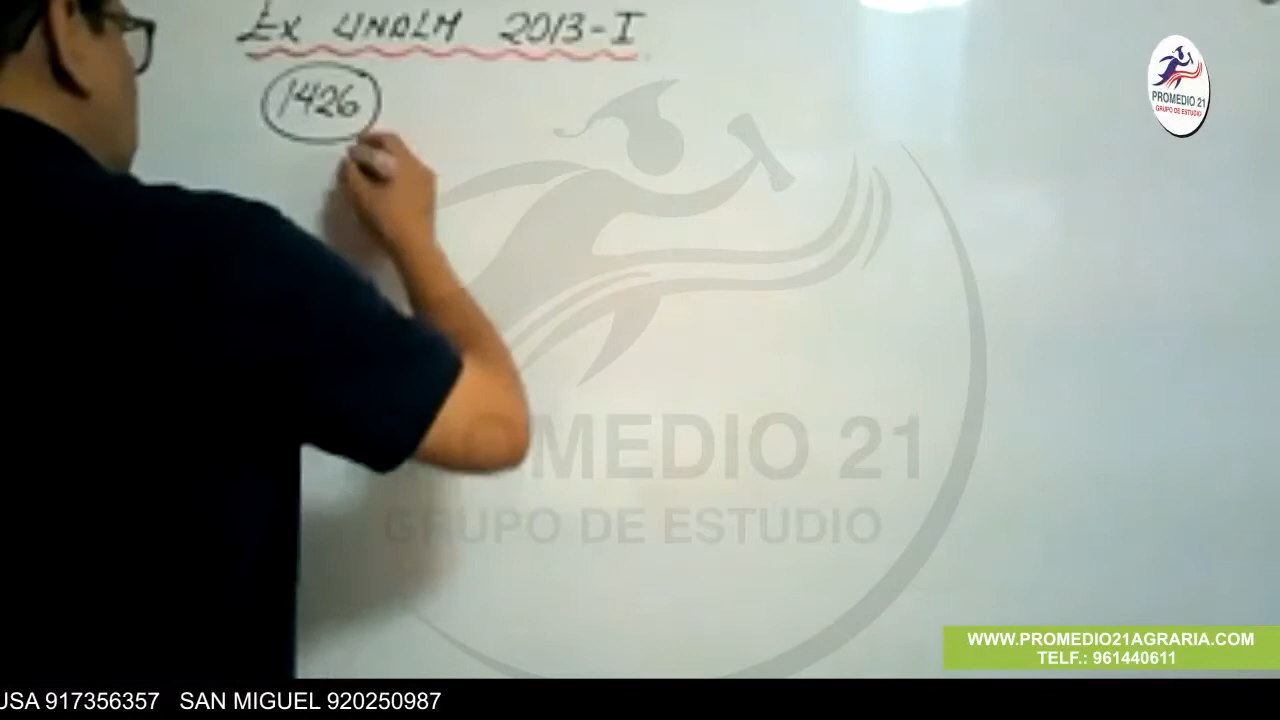 Ex UNALM 2013-I
1426
PROMEDIO 21
GRUPO DE ESTUDIO
OMEDIO 21
GRUPO DE ESTUDIO
WWW.PROMEDIO21AGRARIA.COM
TELF.: 961440611
USA 917356357 SAN MIGUEL 920250987